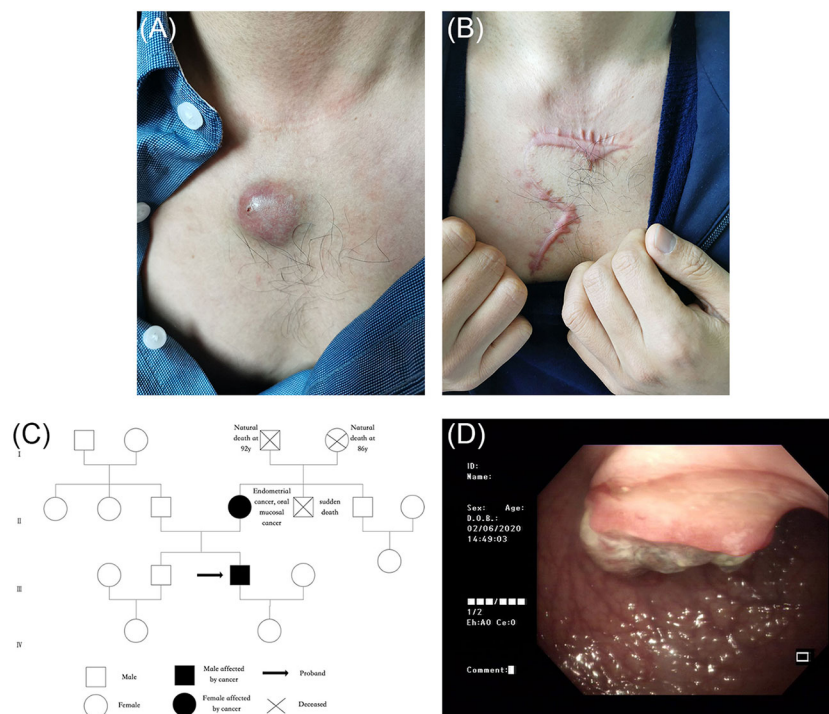 (A)
(B)
(C)
I
Natural
death at
92y
Natural
death at
86y
II
Endometrial
cancer, oral
mucosal
cancer
sudden
death
III
IV
Male
Male affected
by cancer
Proband
Female
Female affected
by cancer
Deceased
(D)
ID:
Name:
Sex: Age:
D.O.B.:
02/06/2020
14:49:03
/
1/2
Eh:A0 Ce:0
Comment: